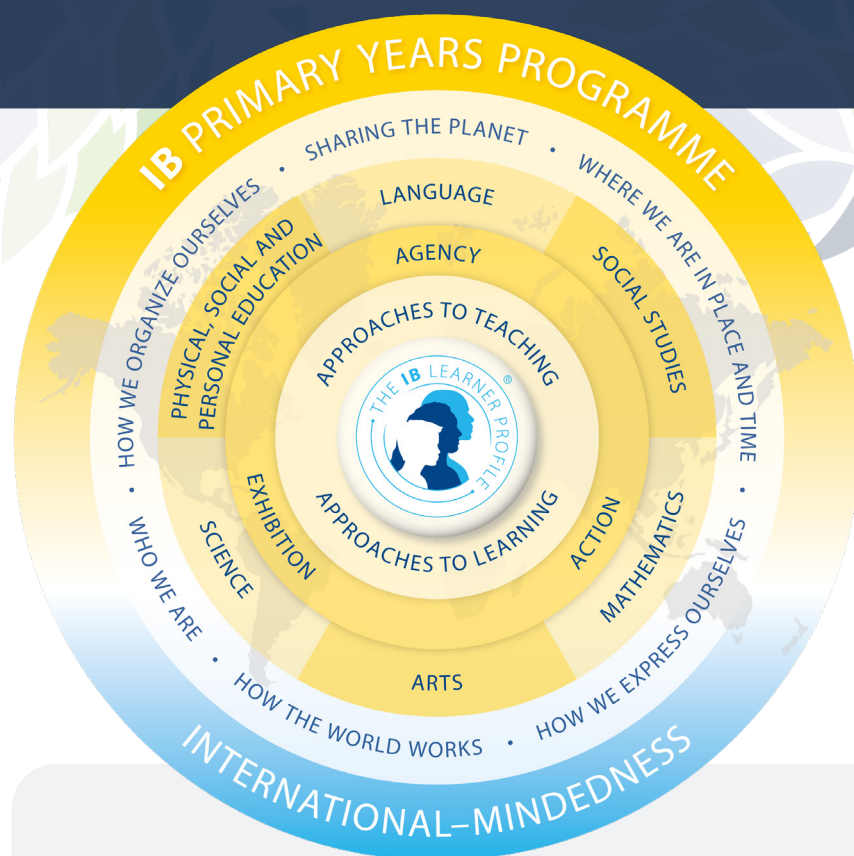 IB PRIMARY YEARS PROGRAMME
SHARING THE PLANET
•
WHERE WE ARE IN PLACE AND TIME
•
HOW WE EXPRESS OURSELVES
•
HOW THE WORLD WORKS
•
WHO WE ARE
•
HOW WE ORGANIZE OURSELVES
•
LANGUAGE
SOCIAL STUDIES
MATHEMATICS
ARTS
SCIENCE
PHYSICAL, SOCIAL AND
PERSONAL EDUCATION
AGENCY
ACTION
EXHIBITION
APPROACHES TO TEACHING
APPROACHES TO LEARNING
THE IB LEARNER PROFILE®
INTERNATIONAL–MINDEDNESS